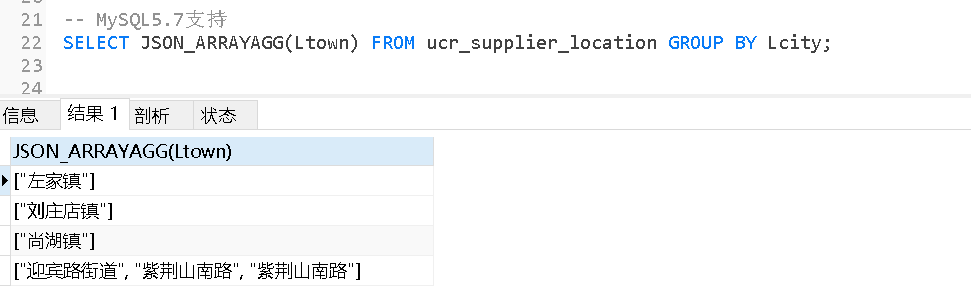 21 -- MySQL5.7支持
22 SELECT JSON_ARRAYAGG(Ltown) FROM ucr_supplier_location GROUP BY Lcity;
23
24
信息 结果 1 剖析 状态
JSON_ARRAYAGG(Ltown)
["左家镇"]
["刘庄店镇"]
["尚湖镇"]
["迎宾路街道", "紫荆山南路", "紫荆山南路"]